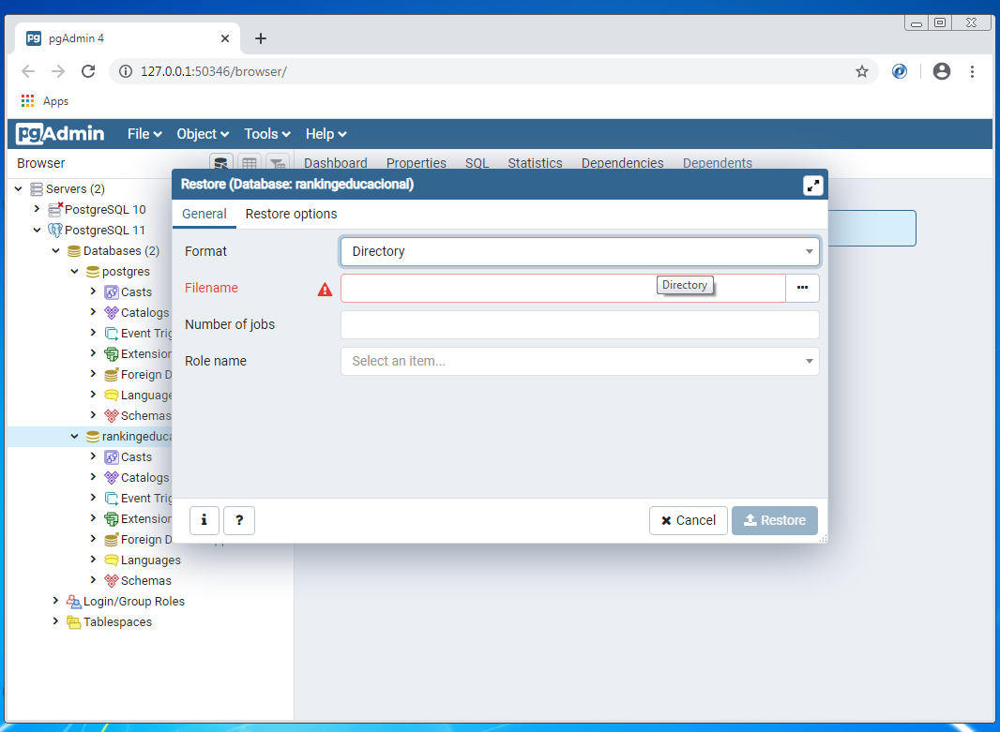 pgAdmin 4
127.0.0.1:50346/browser/
Apps
pgAdmin File Object Tools Help
Browser
Dashboard Properties SQL Statistics Dependencies Dependents
Servers (2)
PostgreSQL 10
PostgreSQL 11
Databases (2)
postgres
Casts
Catalogs
Event Trig
Extension
Foreign D
Language
Schemas
rankingeduca
Casts
Catalogs
Event Trig
Extension
Foreign D
Languages
Schemas
Login/Group Roles
Tablespaces
Restore (Database: rankingeducacional)
General Restore options
Format Directory
Filename
Directory
Number of jobs
Role name Select an item...
i ? Cancel Restore